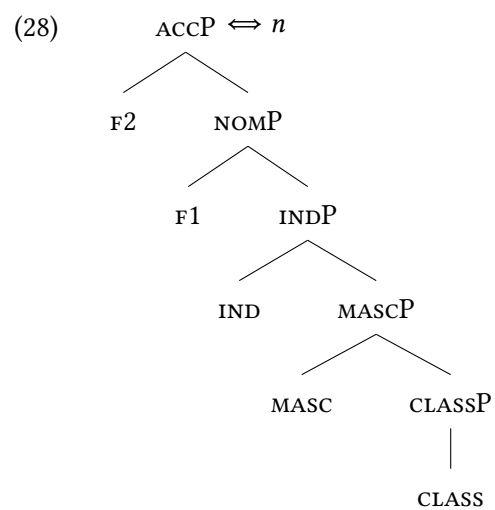 (28) ACCP ⇔ n
F2 NOMP
F1 INDP
IND MASCP
MASC CLASSP
CLASS